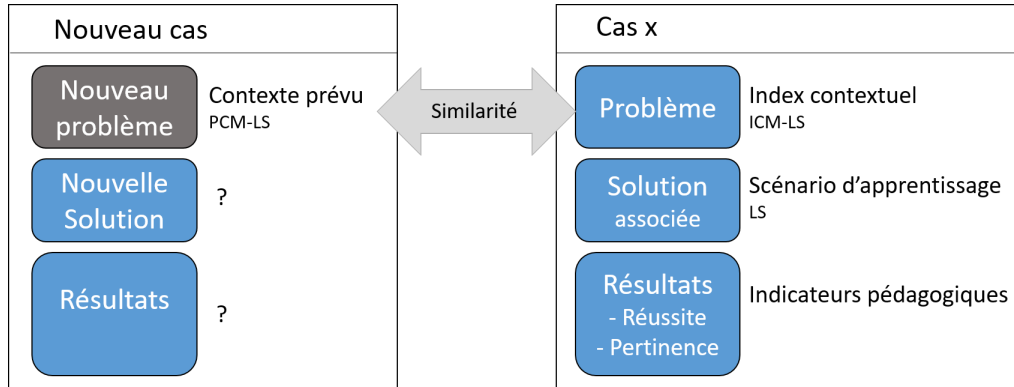 Nouveau cas
Nouveau
problème
Contexte prévu
PCM-LS
Nouvelle
Solution
?
Résultats
?
Similarité
Cas x
Problème
Index contextuel
ICM-LS
Solution
associée
Scénario d'apprentissage
LS
Résultats
- Réussite
- Pertinence
Indicateurs pédagogiques